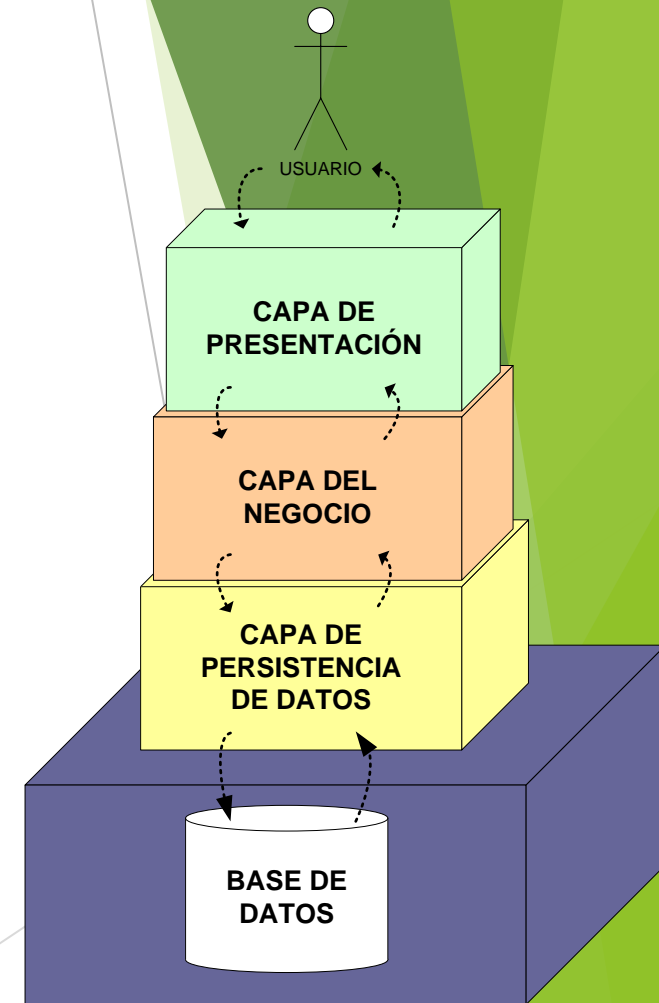 USUARIO
CAPA DE
PRESENTACIÓN
CAPA DEL
NEGOCIO
CAPA DE
PERSISTENCIA
DE DATOS
BASE DE
DATOS